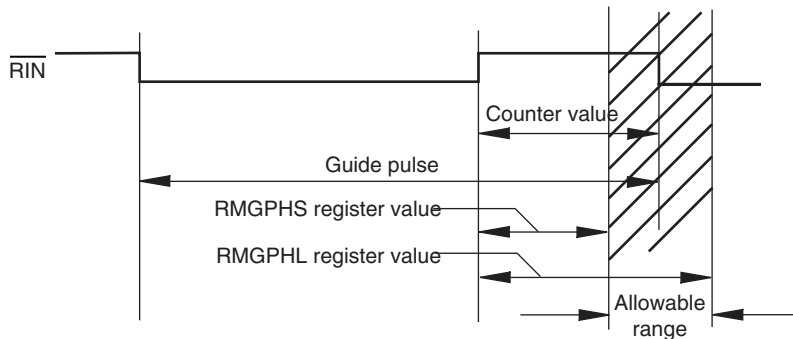 RIN
Counter value
Guide pulse
RMGPHS register value
RMGPHL register value
Allowable
range